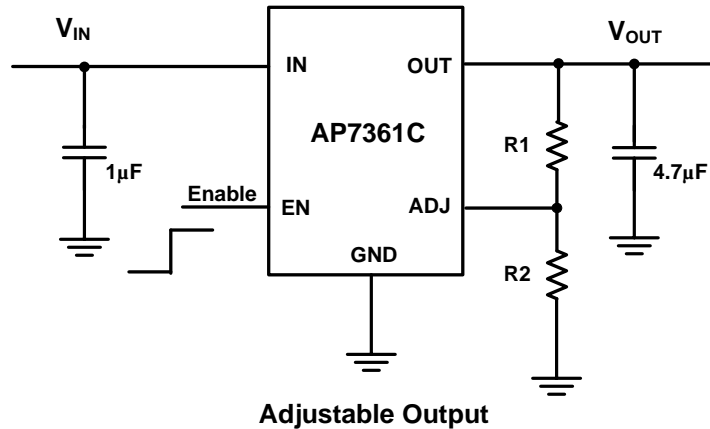 VIN
VOUT
IN
OUT
AP7361C
R1
1μF
4.7μF
Enable
EN
ADJ
GND
R2
Adjustable Output